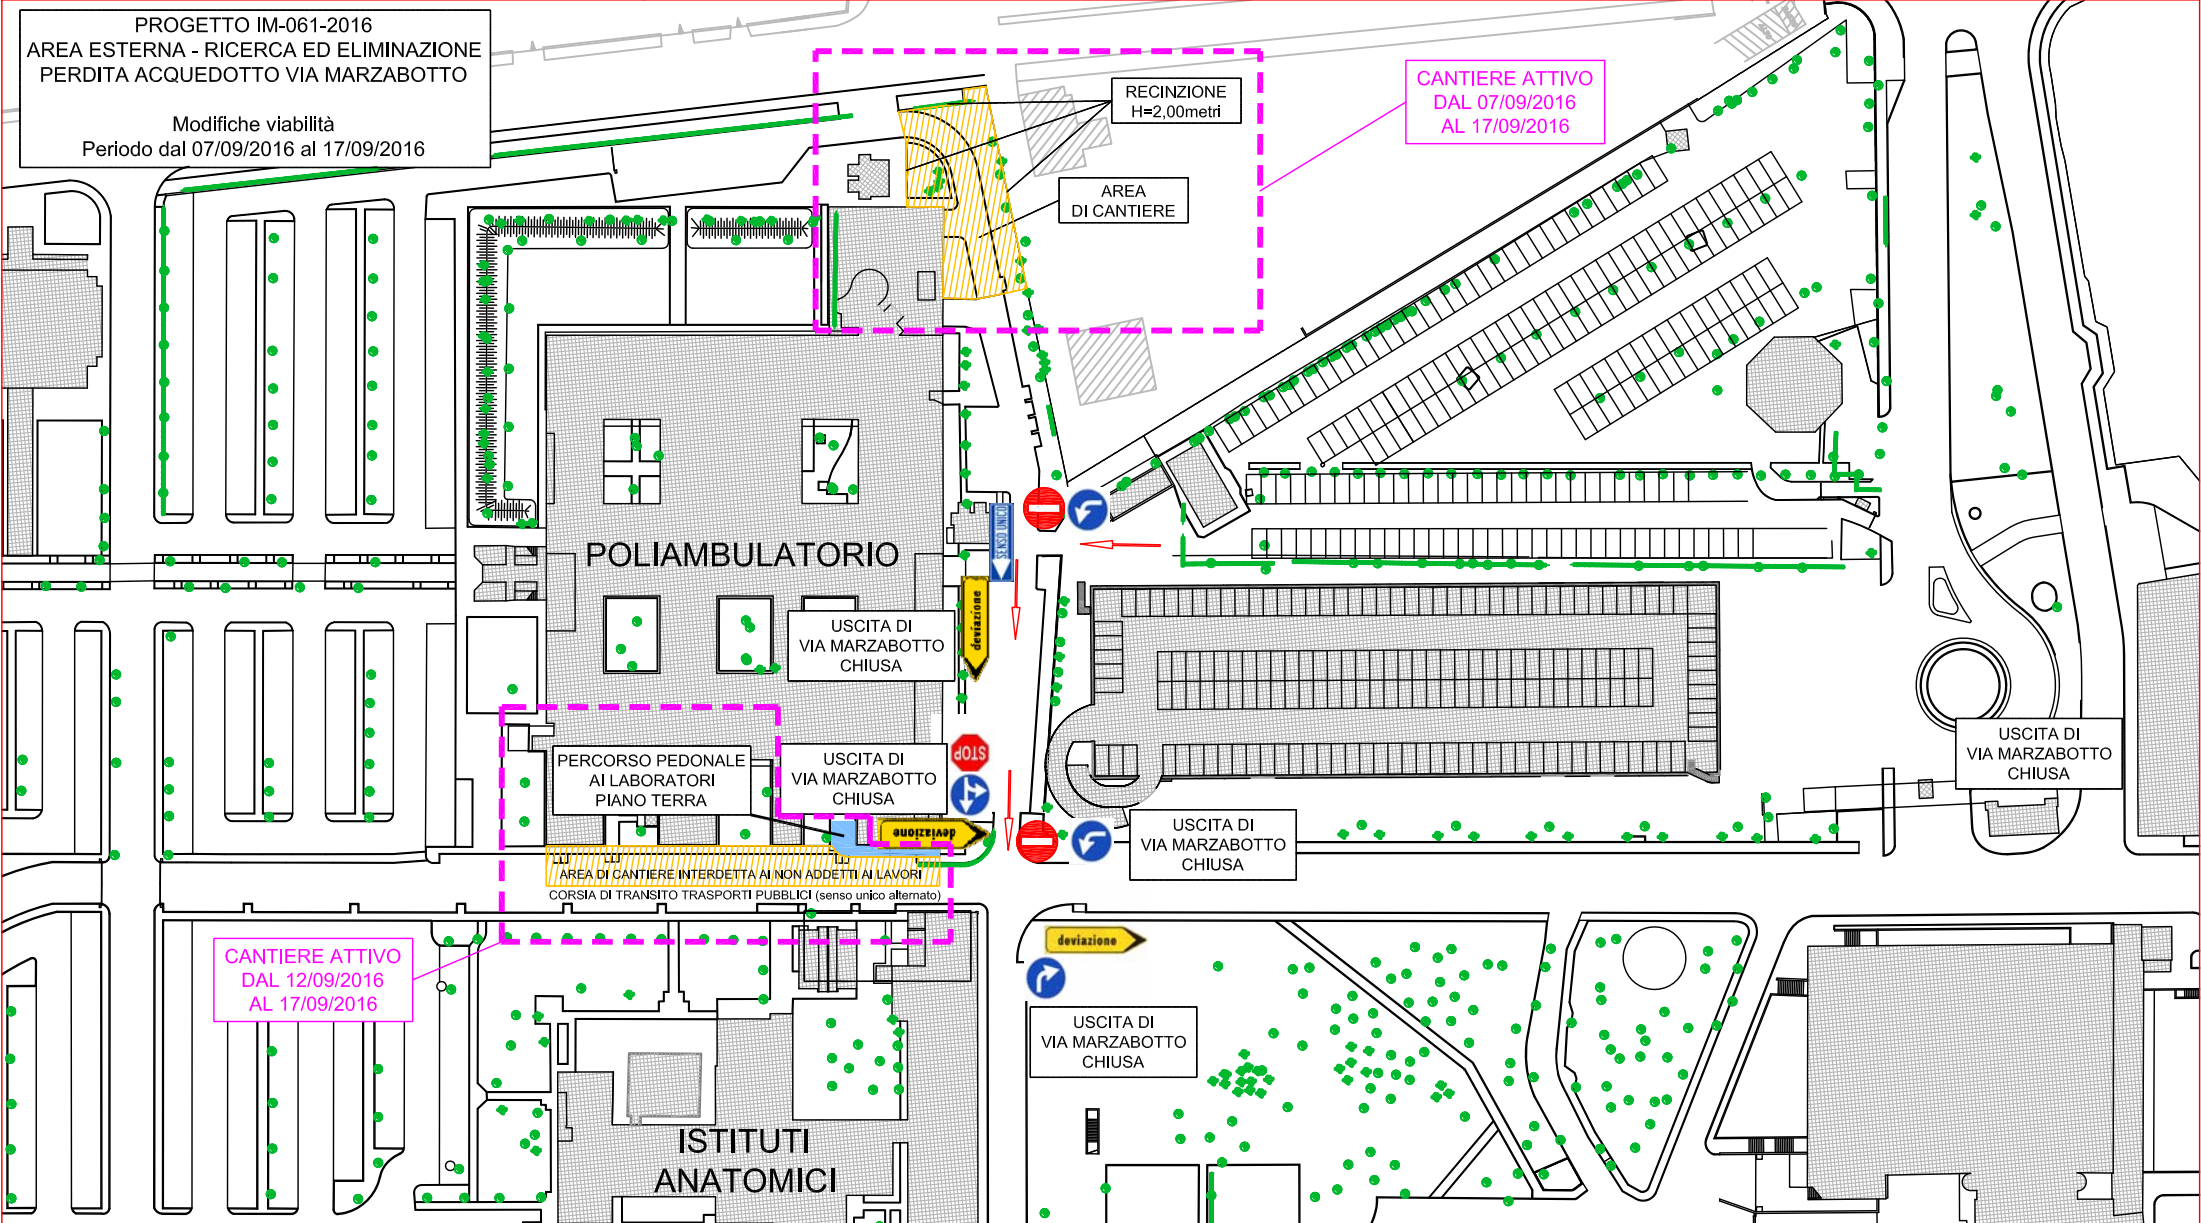 PROGETTO IM-061-2016
AREA ESTERNA - RICERCA ED ELIMINAZIONE
PERDITA ACQUEDOTTO VIA MARZABOTTO
Modifiche viabilità
Periodo dal 07/09/2016 al 17/09/2016
RECINZIONE
H=2,00metri
CANTIERE ATTIVO
DAL 07/09/2016
AL 17/09/2016
AREA
DI CANTIERE
SENSO UNICO
POLIAMBULATORIO
deviazione
USCITA DI
VIA MARZABOTTO
CHIUSA
PERCORSO PEDONALE
AI LABORATORI
PIANO TERRA
USCITA DI
VIA MARZABOTTO
CHIUSA
STOP
deviazione
USCITA DI
VIA MARZABOTTO
CHIUSA
USCITA DI
VIA MARZABOTTO
CHIUSA
AREA DI CANTIERE INTERDETTA AI NON ADDETTI AI LAVORI
CORSIA DI TRANSITO TRASPORTI PUBBLICI (senso unico alternato)
CANTIERE ATTIVO
DAL 12/09/2016
AL 17/09/2016
deviazione
USCITA DI
VIA MARZABOTTO
CHIUSA
ISTITUTI
ANATOMICI